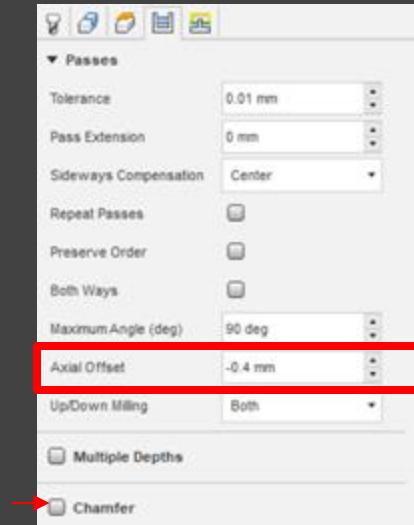 Passes
Tolerance 0.01 mm
Pass Extension 0 mm
Sideways Compensation Center
Repeat Passes
Preserve Order
Both Ways
Maximum Angle (deg) 90 deg
Axial Offset -0.4 mm
Up/Down Milling Both
Multiple Depths
Chamfer